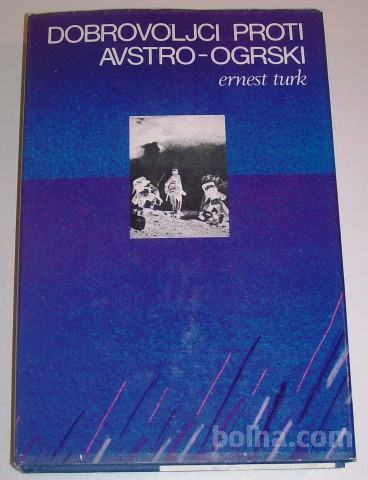 DOBROVOLJCI PROTI
AVSTRO-OGRSKI
ernest turk
bolha.com